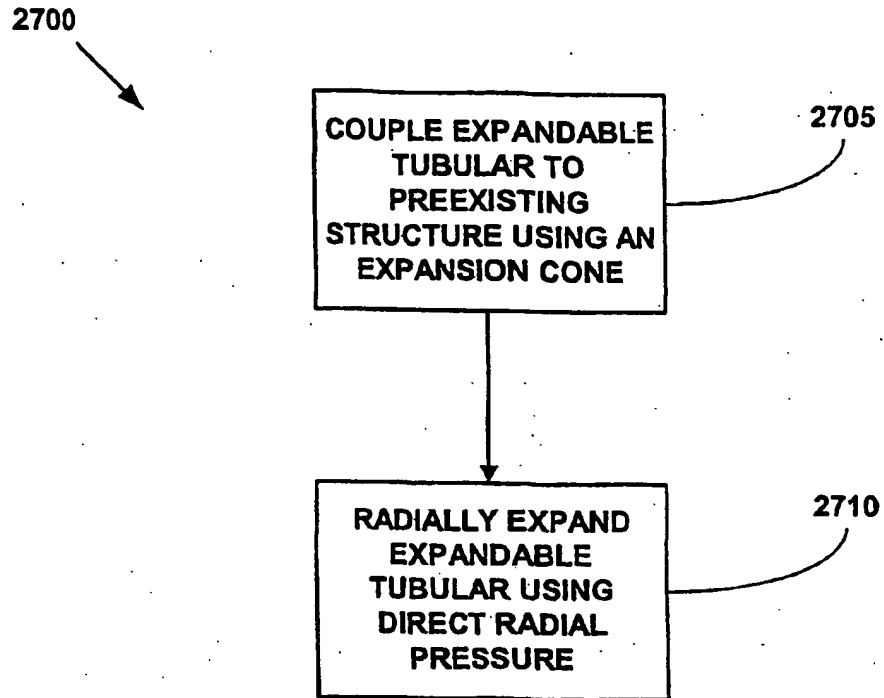 2700
COUPLE EXPANDABLE
TUBULAR TO
PREEXISTING
STRUCTURE USING AN
EXPANSION CONE
2705
RADIALLY EXPAND
EXPANDABLE
TUBULAR USING
DIRECT RADIAL
PRESSURE
2710